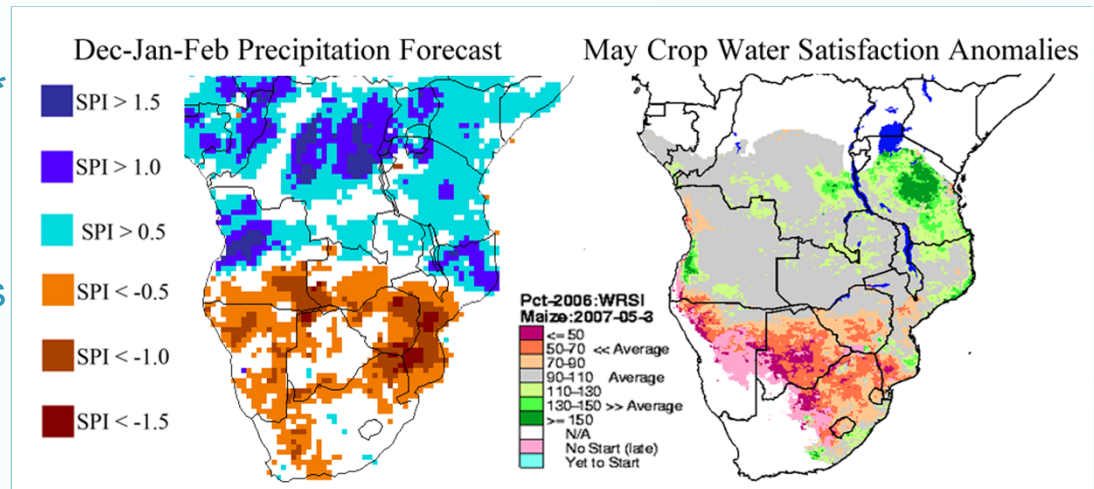 Dec-Jan-Feb Precipitation Forecast
May Crop Water Satisfaction Anomalies
SPI > 1.5
SPI > 1.0
SPI > 0.5
SPI < -0.5
SPI < -1.0
SPI < -1.5
Pct-2006:WRSI
Maize:2007-05-3
<= 50
50-70 << Average
70-90
90-110 Average
110-130
130-150 >> Average
>= 150
N/A
No Start (late)
Yet to Start